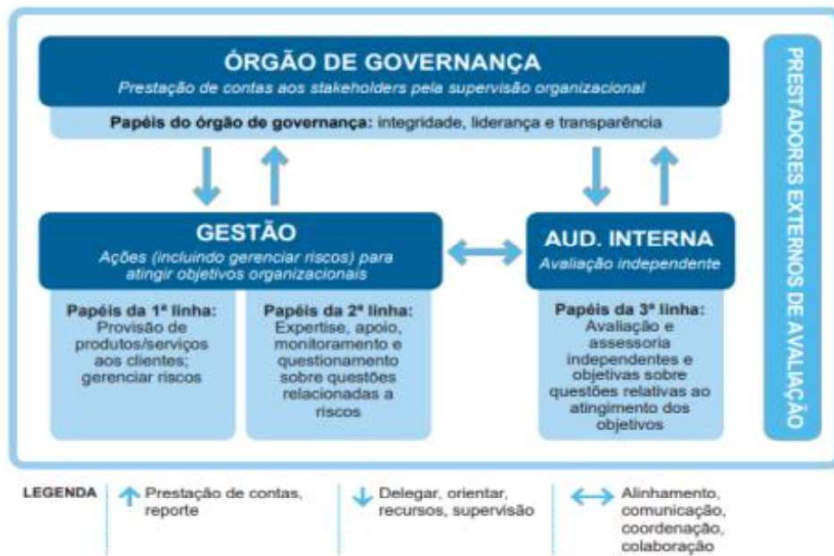 ÓRGÃO DE GOVERNANÇA
Prestação de contas aos stakeholders pela supervisão organizacional
Papéis do órgão de governança: integridade, liderança e transparência
GESTÃO
Ações (incluindo gerenciar riscos) para
atingir objetivos organizacionais
Papéis da 1ª linha:
Provisão de
produtos/serviços
aos clientes;
gerenciar riscos
Papéis da 2ª linha:
Expertise, apoio,
monitoramento e
questionamento
sobre questões
relacionadas a
riscos
AUD. INTERNA
Avaliação independente
Papéis da 3ª linha:
Avaliação e
assessoria
independentes e
objetivas sobre
questões relativas ao
atingimento dos
objetivos
PRESTADORES EXTERNOS DE AVALIAÇÃO
LEGENDA
Prestação de contas,
reporte
Delegar, orientar,
recursos, supervisão
Alinhamento,
comunicação,
coordenação,
colaboração